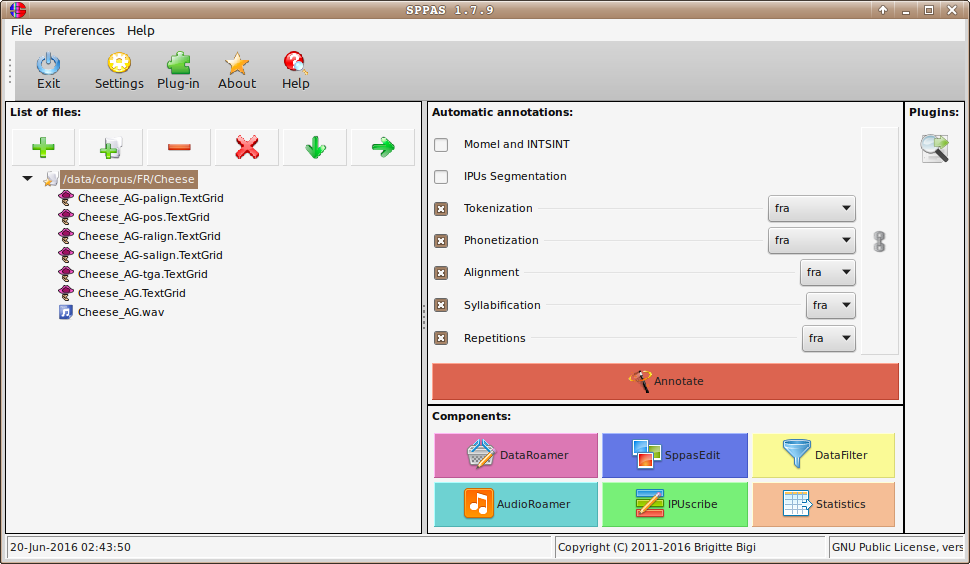 SPPAS 1.7.9
File Preferences Help
Exit Settings Plug-in About Help
List of files:
/data/corpus/FR/Cheese
Cheese_AG-palign.TextGrid
Cheese_AG-pos.TextGrid
Cheese_AG-ralign.TextGrid
Cheese_AG-salign.TextGrid
Cheese_AG-tga.TextGrid
Cheese_AG.TextGrid
Cheese_AG.wav
Automatic annotations:
Momel and INTSINT
IPUs Segmentation
Tokenization fra
Phonetization fra
Alignment fra
Syllabification fra
Repetitions fra
Annotate
Components:
DataRoamer SppasEdit DataFilter
AudioRoamer IPUscribe Statistics
Plugins:
20-Jun-2016 02:43:50 Copyright (C) 2011-2016 Brigitte Bigi GNU Public License, vers